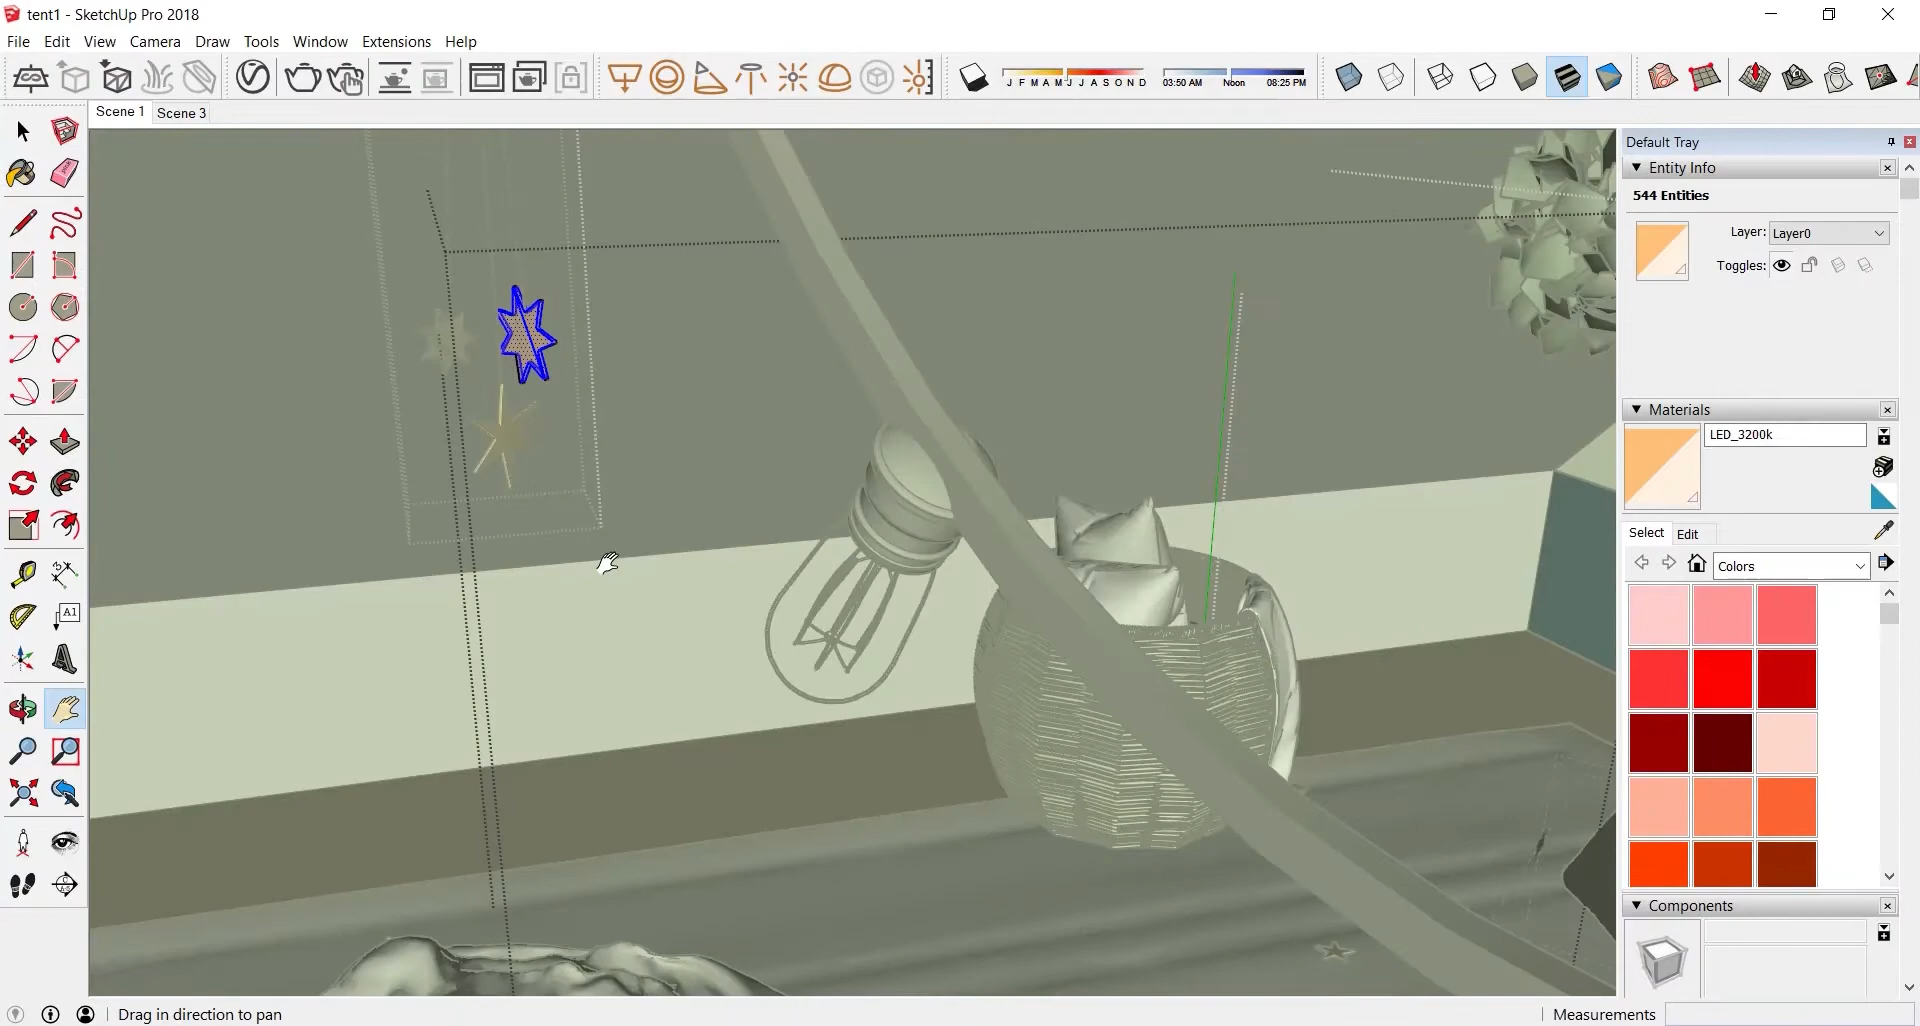 tent1 - SketchUp Pro 2018
File Edit View Camera Draw Tools Window Extensions Help
J F M A M J J A S O N D
03:50 AM Noon 08:25 PM
Scene 1 Scene 3
Default Tray
Entity Info
544 Entities
Layer: Layer0
Toggles:
Materials
LED_3200k
Select Edit
Colors
A1
Components
Drag in direction to pan
Measurements